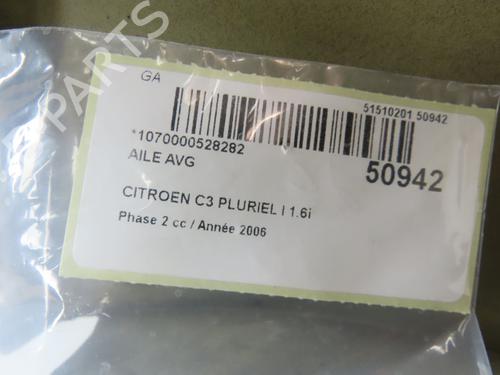 GA
51510201 50942
*1070000528282
AILE AVG
50942
CITROEN C3 PLURIEL I 1.6i
Phase 2 cc / Année 2006
PARTS